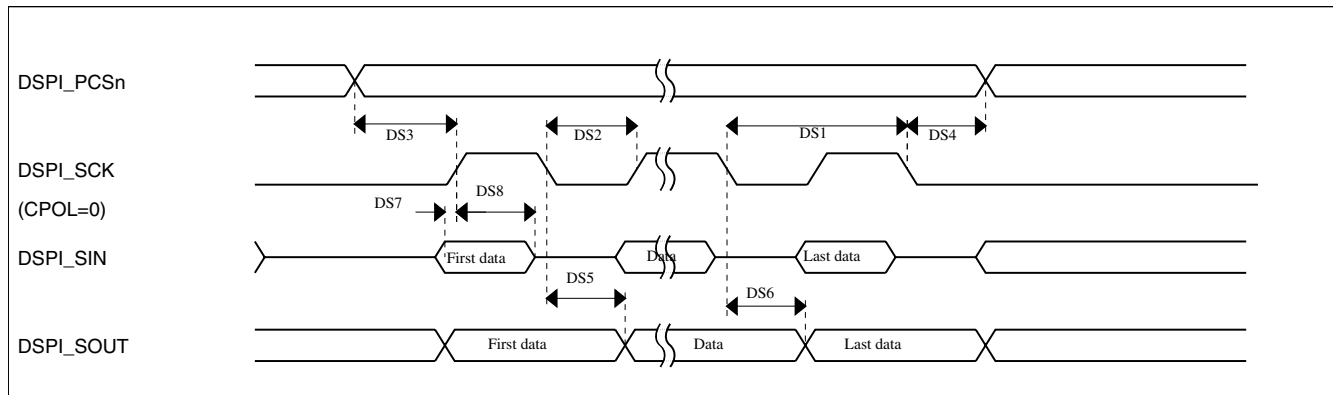 DSPI_PCSn
DS3
DS2
DS1
DS4
DSPI_SCK
(CPOL=0)
DS7
DS8
DSPI_SIN
First data
Data
Last data
DS5
DS6
DSPI_SOUT
First data
Data
Last data